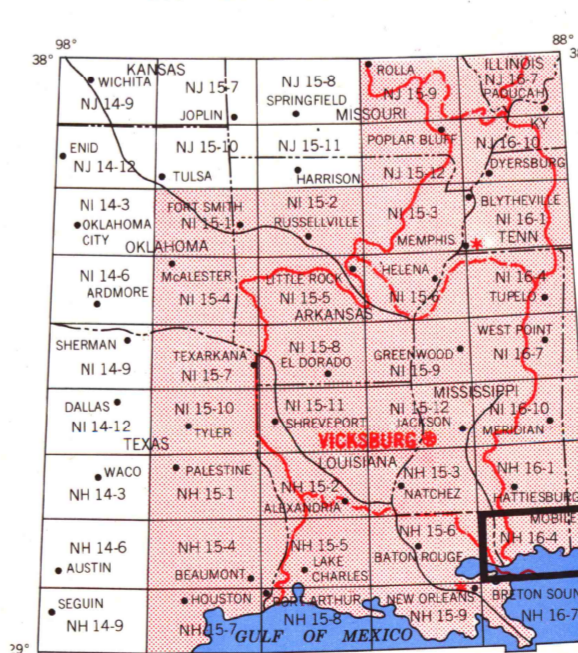 98° 88°
38° KANSAS ROLLA ILLINOIS 38
WICHITA NJ 15-7 NJ 15-8 NJ 16-7
NJ 14-9 SPRINGFIELD NJ 15-9 PADUCAH
JOPLIN MISSOURI KY
ENID NJ 15-10 NJ 15-11 POPLAR BLUFF NJ 16-10
NJ 14-12 TULSA HARRISON NJ 15-12 DYERSBURG
NI 14-3 FORT SMITH NI 15-2 NI 15-3 BLYTHEVILLE
OKLAHOMA CITY NI 15-1 RUSSELLVILLE NI 16-1
OKLAHOMA MEMPHIS * TENN
NI 14-6 McALESTER LITTLE ROCK HELENA NI 16-4
ARDMORE NI 15-4 NI 15-5 NI 15-6 TUPELO
ARKANSAS
SHERMAN TEXARKANA NI 15-8 GREENWOOD WEST POINT
NI 14-9 NI 15-7 EL DORADO NI 15-9 NI 16-7
MISSISSIPPI
DALLAS NI 15-10 NI 15-11 NI 15-12 16-10
NI 14-12 TYLER SHREVEPORT JACKSON MERIDIAN
TEXAS VICKSBURG
LOUISIANA
WACO PALESTINE NH 15-2 NH 15-3 NH 16-1
NH 14-3 NH 15-1 ALEXANDRIA NATCHEZ HATTIESBURG
MOBILE
NH 14-6 NH 15-4 NH 15-5 NH 15-6 NH 16-4
AUSTIN BEAUMONT LAKE CHARLES BATON ROUGE
SEGUIN HOUSTON PORT ARTHUR NEW ORLEANS * BRETON SOUN
NH 14-9 NH 15-7 NH 15-8 NH 15-9 NH 16-7
29° GULF OF MEXICO